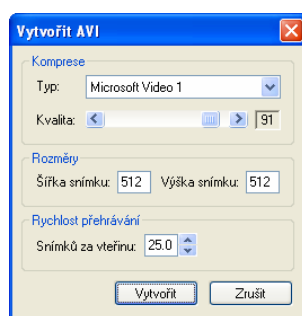 Vytvořit AVI
Komprese
Typ: Microsoft Video 1
Kvalita: 91
Rozměry
Šířka snímku: 512 Výška snímku: 512
Rychlost přehrávání
Snímků za vteřinu: 25.0
Vytvořit Zrušit